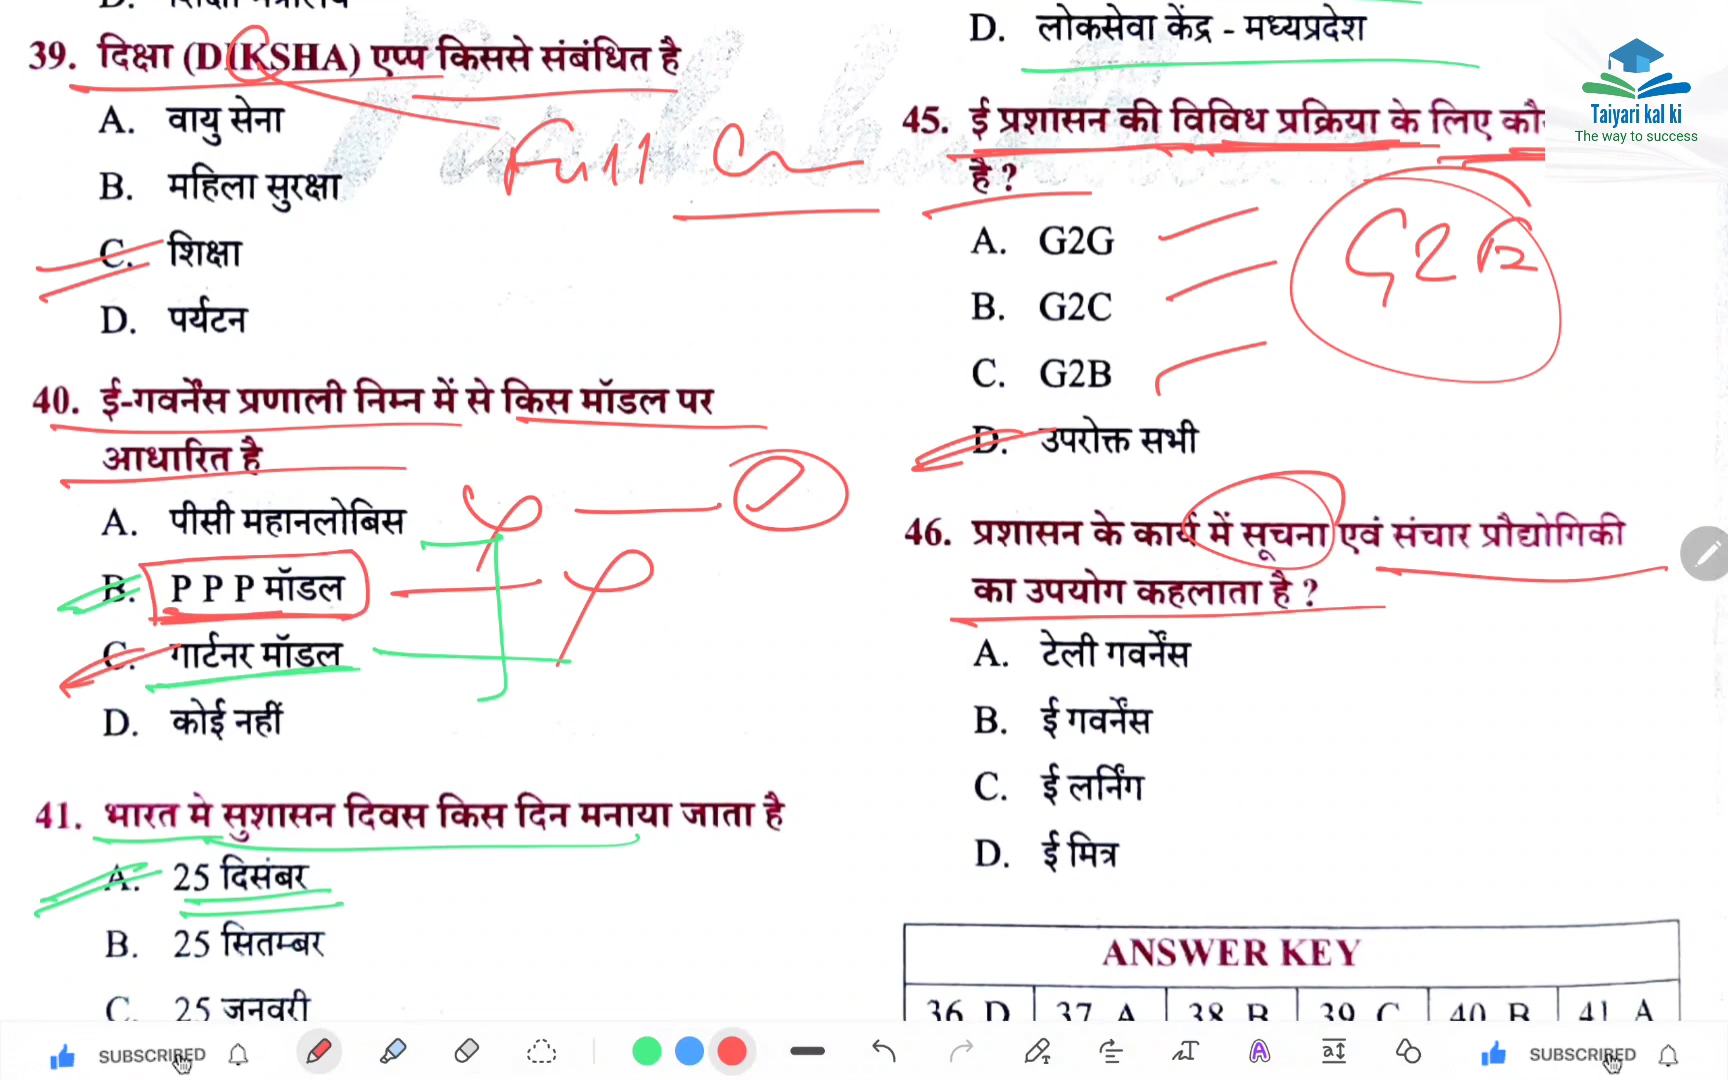 39. दिक्षा (DIKSHA) एप्प किससे संबंधित है
A. वायु सेना
B. महिला सुरक्षा
C. शिक्षा
D. पर्यटन
Full
40. ई-गवर्नेंस प्रणाली निम्न में से किस मॉडल पर
आधारित है
A. पीसी महानलोबिस
B. P P P मॉडल
C. गार्टनर मॉडल
D. कोई नहीं
41. भारत मे सुशासन दिवस किस दिन मनाया जाता है
A. 25 दिसंबर
B. 25 सितम्बर
C. 25 जनवरी
D. लोकसेवा केंद्र - मध्यप्रदेश
45. ई प्रशासन की विविध प्रक्रिया के लिए
है ?
A. G2G
B. G2C
C. G2B
D. उपरोक्त सभी
46. प्रशासन के कार्य में सूचना एवं संचार प्रौद्योगिकी
का उपयोग कहलाता है ?
A. टेली गवर्नेंस
B. ई गवर्नेंस
C. ई लर्निंग
D. ई मित्र
ANSWER KEY
36 D 37 A 38 B 39 C 40 B 41 A
Taiyari kal ki
The way to success
SUBSCRIBED
SUBSCRIBED